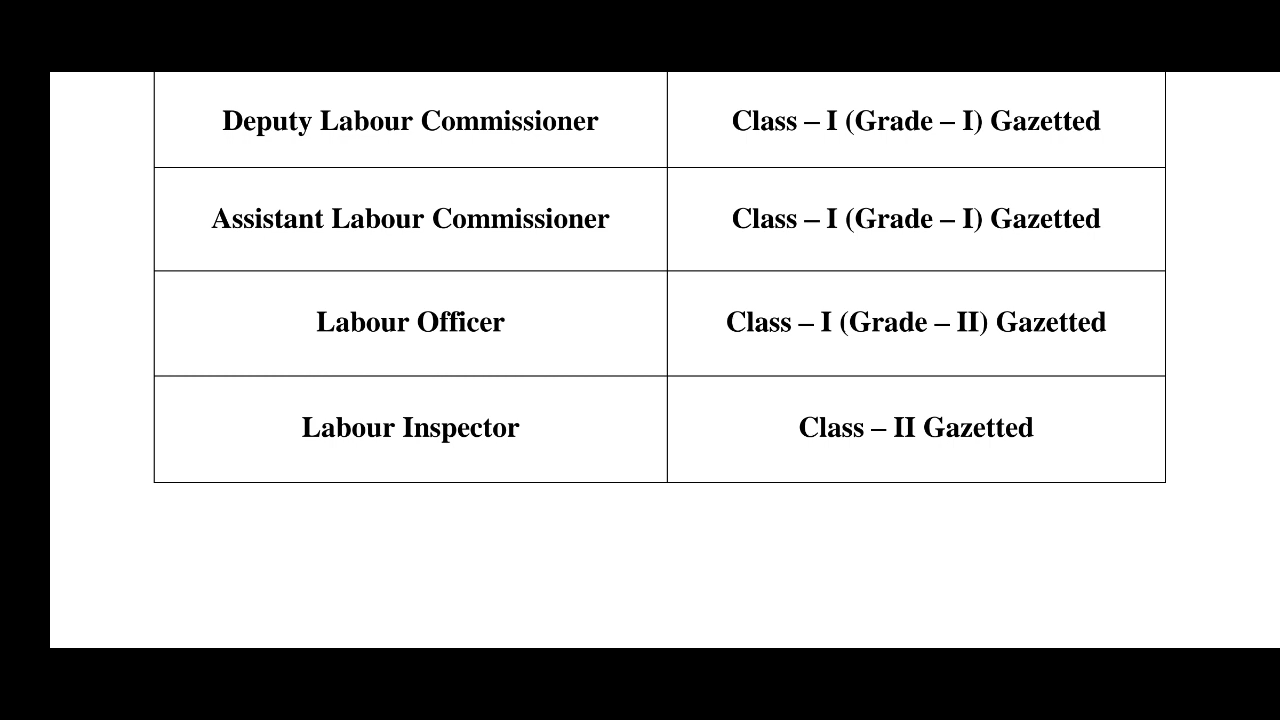 Deputy Labour Commissioner Class – I (Grade – I) Gazetted
Assistant Labour Commissioner Class – I (Grade – I) Gazetted
Labour Officer Class – I (Grade – II) Gazetted
Labour Inspector Class – II Gazetted